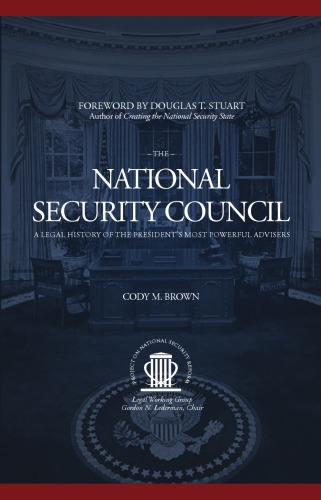 FOREWORD BY DOUGLAS T. STUART
Author of Creating the National Security State
– THE –
NATIONAL
SECURITY COUNCIL
A LEGAL HISTORY OF THE PRESIDENT'S MOST POWERFUL ADVISERS
CODY M. BROWN
PROJECT ON NATIONAL SECURITY REFORM
Legal Working Group
Gordon N. Lederman, Chair